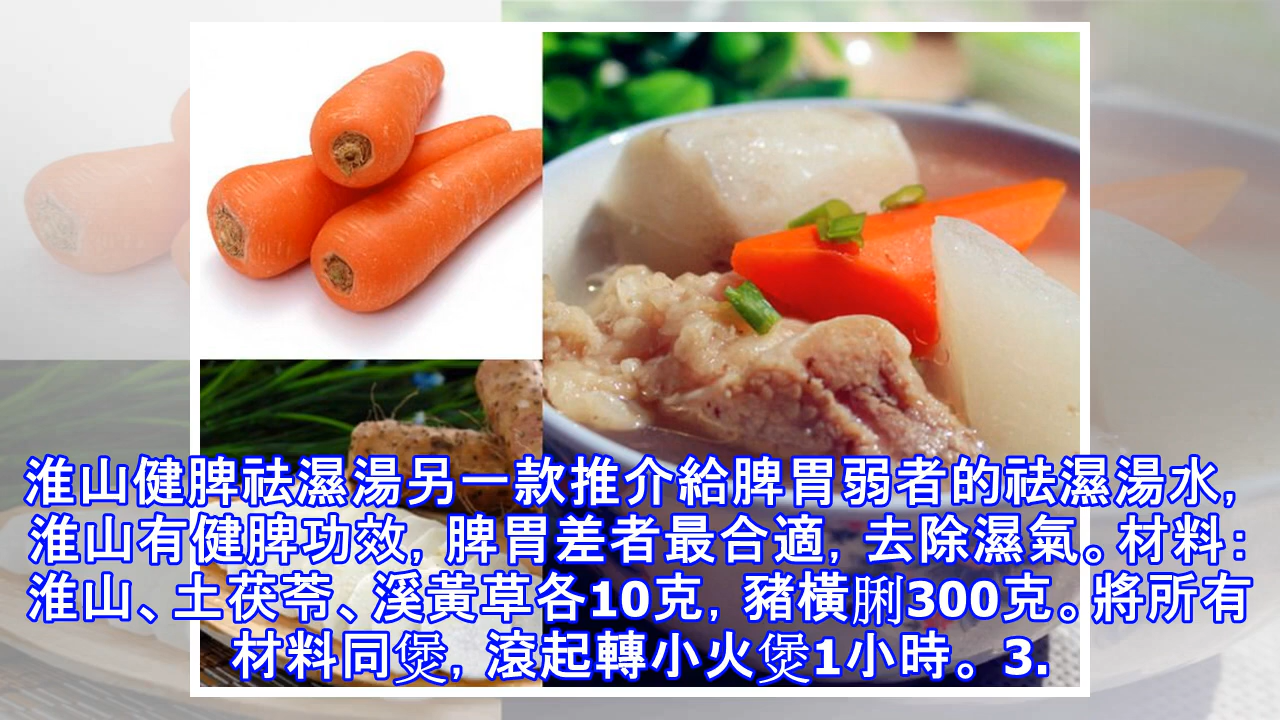 淮山健脾祛濕湯另一款推介給脾胃弱者的祛濕湯水,
淮山有健脾功效, 脾胃差者最合適, 去除濕氣。材料:
淮山、土茯苓、溪黃草各10克, 豬橫脷300克。將所有
材料同煲, 滾起轉小火煲1小時。3.